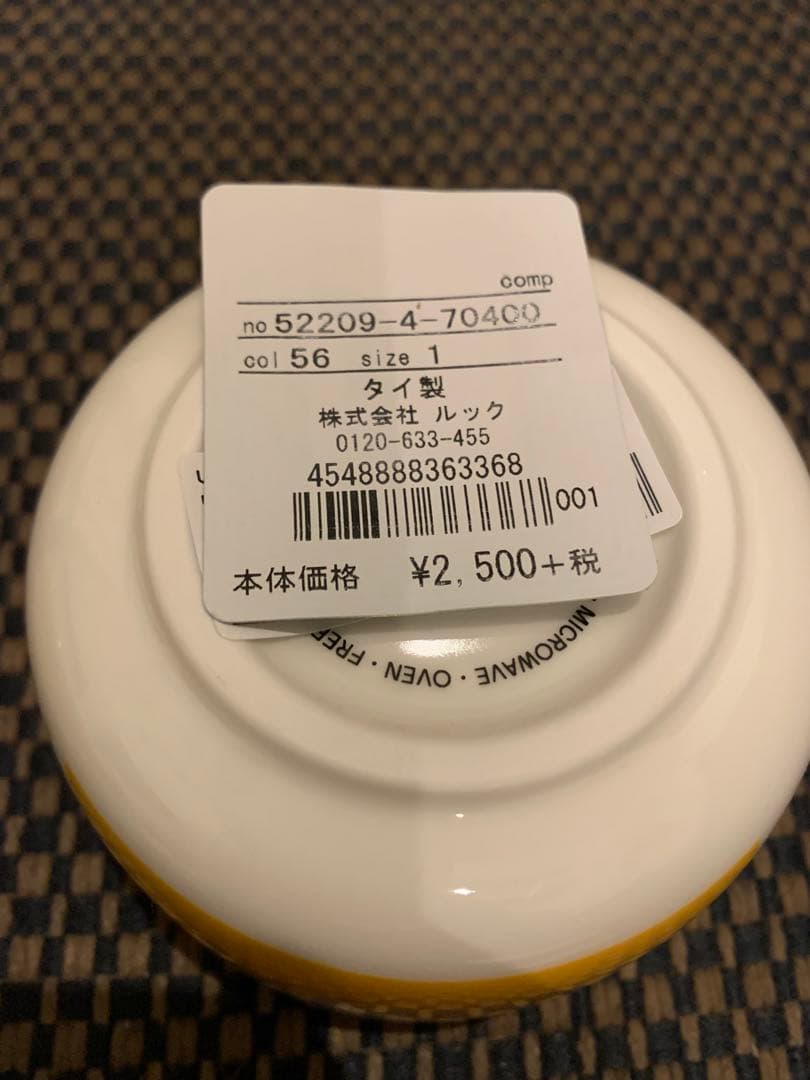 comp
no 52209-4-70400
col 56 size 1
タイ製
株式会社 ルック
0120-633-455
4548888363368
001
本体価格 ¥2,500+税
MICROWAVE・OVEN・